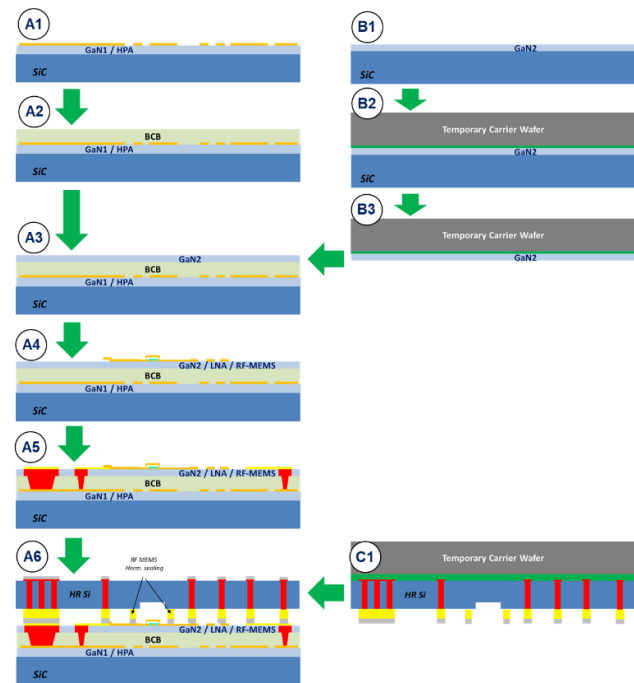 A1
GaN1 / HPA
SiC
A2
BCB
GaN1 / HPA
SiC
A3
GaN2
BCB
GaN1 / HPA
SiC
A4
GaN2 / LNA / RF-MEMS
BCB
GaN1 / HPA
SiC
A5
GaN2 / LNA / RF-MEMS
BCB
GaN1 / HPA
SiC
A6
RF MEMS
Herm. sealing
HR Si
GaN2 / LNA / RF-MEMS
BCB
GaN1 / HPA
SiC
B1
GaN2
SiC
B2
Temporary Carrier Wafer
GaN2
SiC
B3
Temporary Carrier Wafer
GaN2
C1
Temporary Carrier Wafer
HR Si